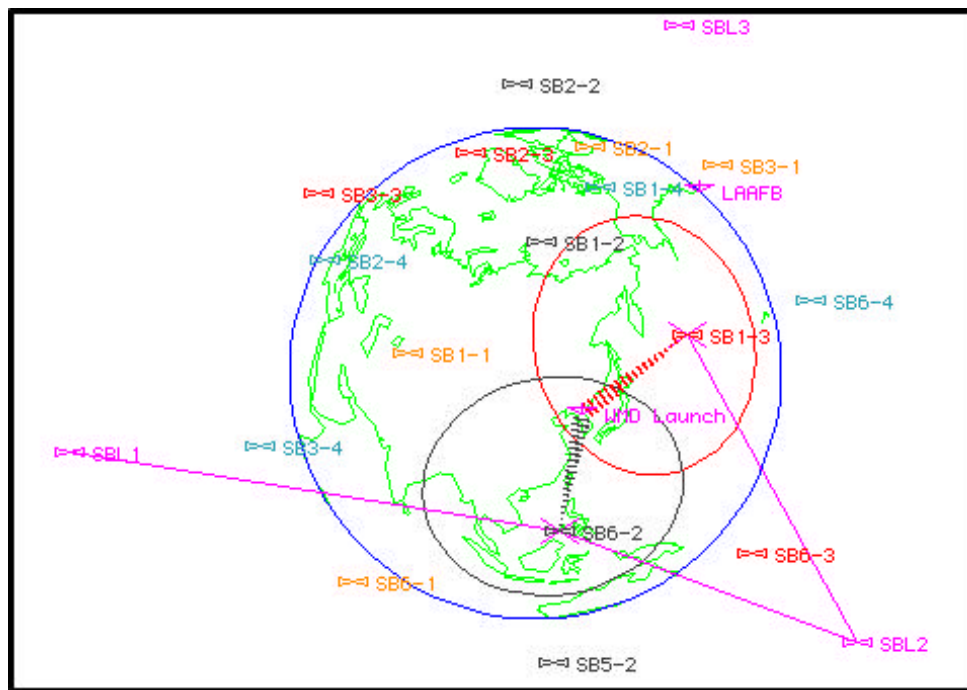 SBL3
SB2-2
SB2-1
SB2-3
SB3-1
SB1-4
LAAFB
SB3-3
SB1-2
SB2-4
SB6-4
SB1-3
SB1-1
WMD Launch
SB3-4
SBL1
SB6-2
SB6-3
SB6-1
SBL2
SB5-2